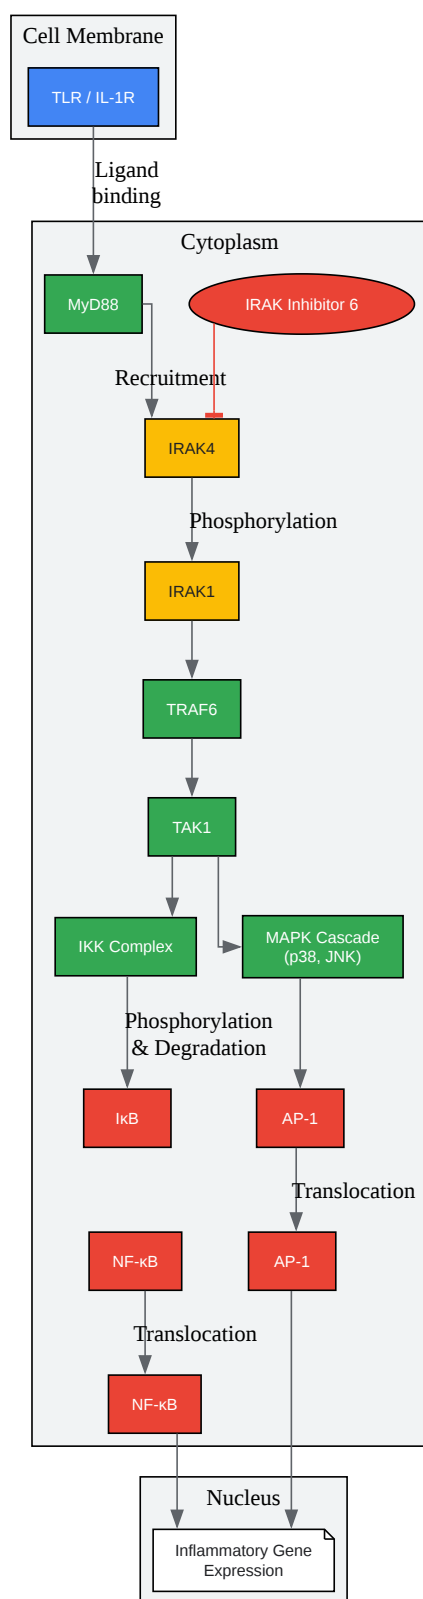 Cell Membrane
TLR / IL-1R
Ligand
binding
Cytoplasm
MyD88
IRAK Inhibitor 6
Recruitment
IRAK4
Phosphorylation
IRAK1
TRAF6
TAK1
IKK Complex
MAPK Cascade
(p38, JNK)
Phosphorylation
& Degradation
IκB
AP-1
Translocation
NF-κB
AP-1
Translocation
NF-κB
Nucleus
Inflammatory Gene
Expression